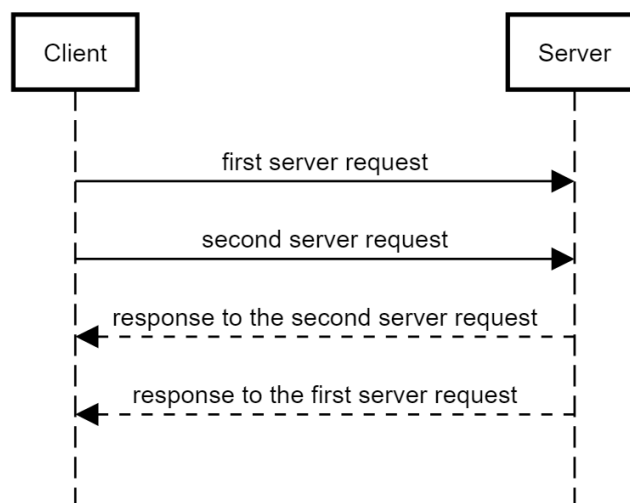 Client
Server
first server request
second server request
response to the second server request
response to the first server request